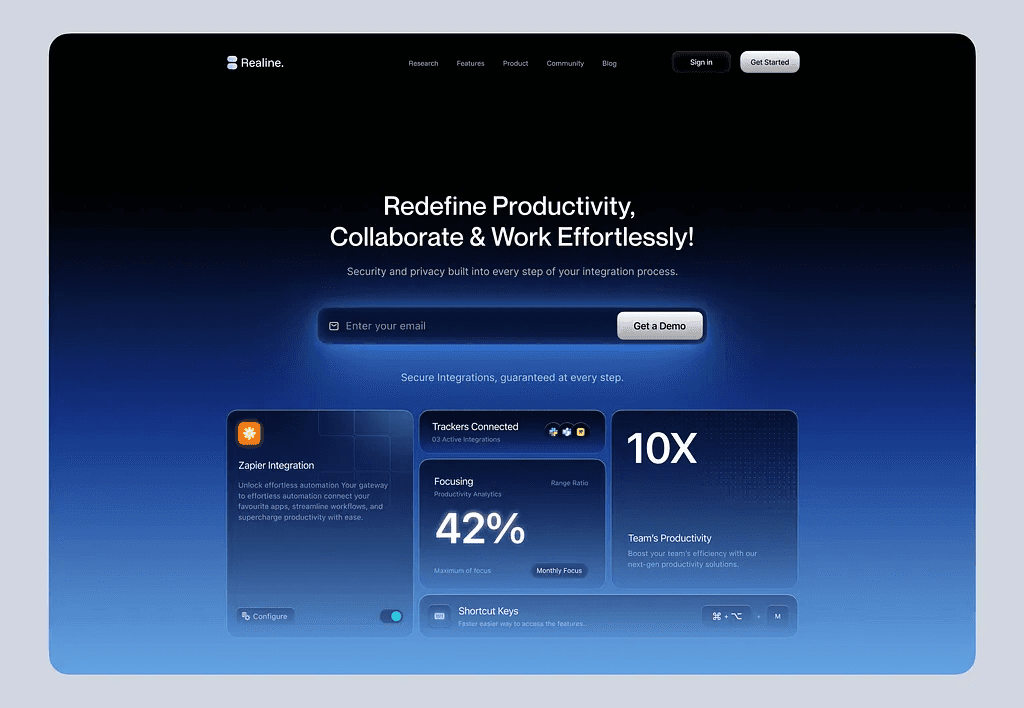 Realine.
Research
Features
Product
Community
Blog
Sign in
Get Started
Redefine Productivity,
Collaborate & Work Effortlessly!
Security and privacy built into every step of your integration process.
Enter your email
Get a Demo
Secure Integrations, guaranteed at every step.
Zapier Integration
Unlock effortless automation Your gateway
to effortless automation connect your
favourite apps, streamline workflows, and
supercharge productivity with ease.
Configure
Trackers Connected
03 Active Integrations
Focusing
Productivity Analytics
Range Ratio
42%
Maximum of focus
Monthly Focus
10X
Team's Productivity
Boost your team's efficiency with our
next-gen productivity solutions.
Shortcut Keys
Faster easier way to access the features.
⌘ + ⌥ + M